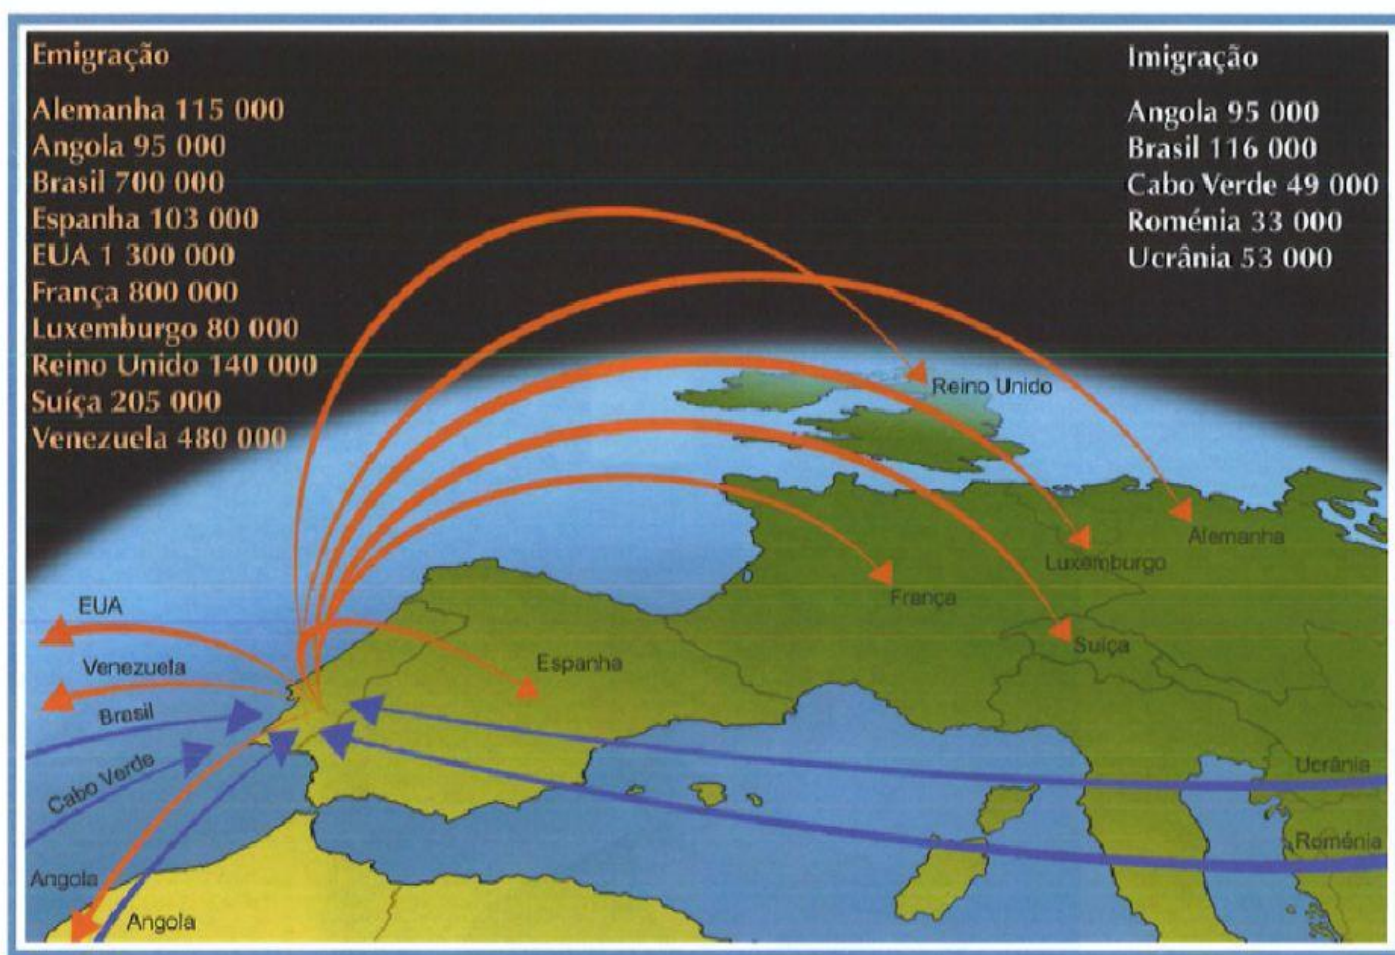 Emigração
Alemanha 115 000
Angola 95 000
Brasil 700 000
Espanha 103 000
EUA 1 300 000
França 800 000
Luxemburgo 80 000
Reino Unido 140 000
Suíça 205 000
Venezuela 480 000
Imigração
Angola 95 000
Brasil 116 000
Cabo Verde 49 000
Roménia 33 000
Ucrânia 53 000
Reino Unido
Alemanha
Luxemburgo
França
Suíça
Espanha
EUA
Venezuela
Brasil
Cabo Verde
Angola
Angola
Ucrânia
Roménia